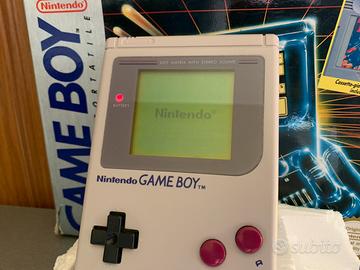 Nintendo
GAME BOY
PORTATILE
DOT MATRIX WITH STEREO SOUND
BATTERY
Nintendo®
Nintendo GAME BOY™
A
subito